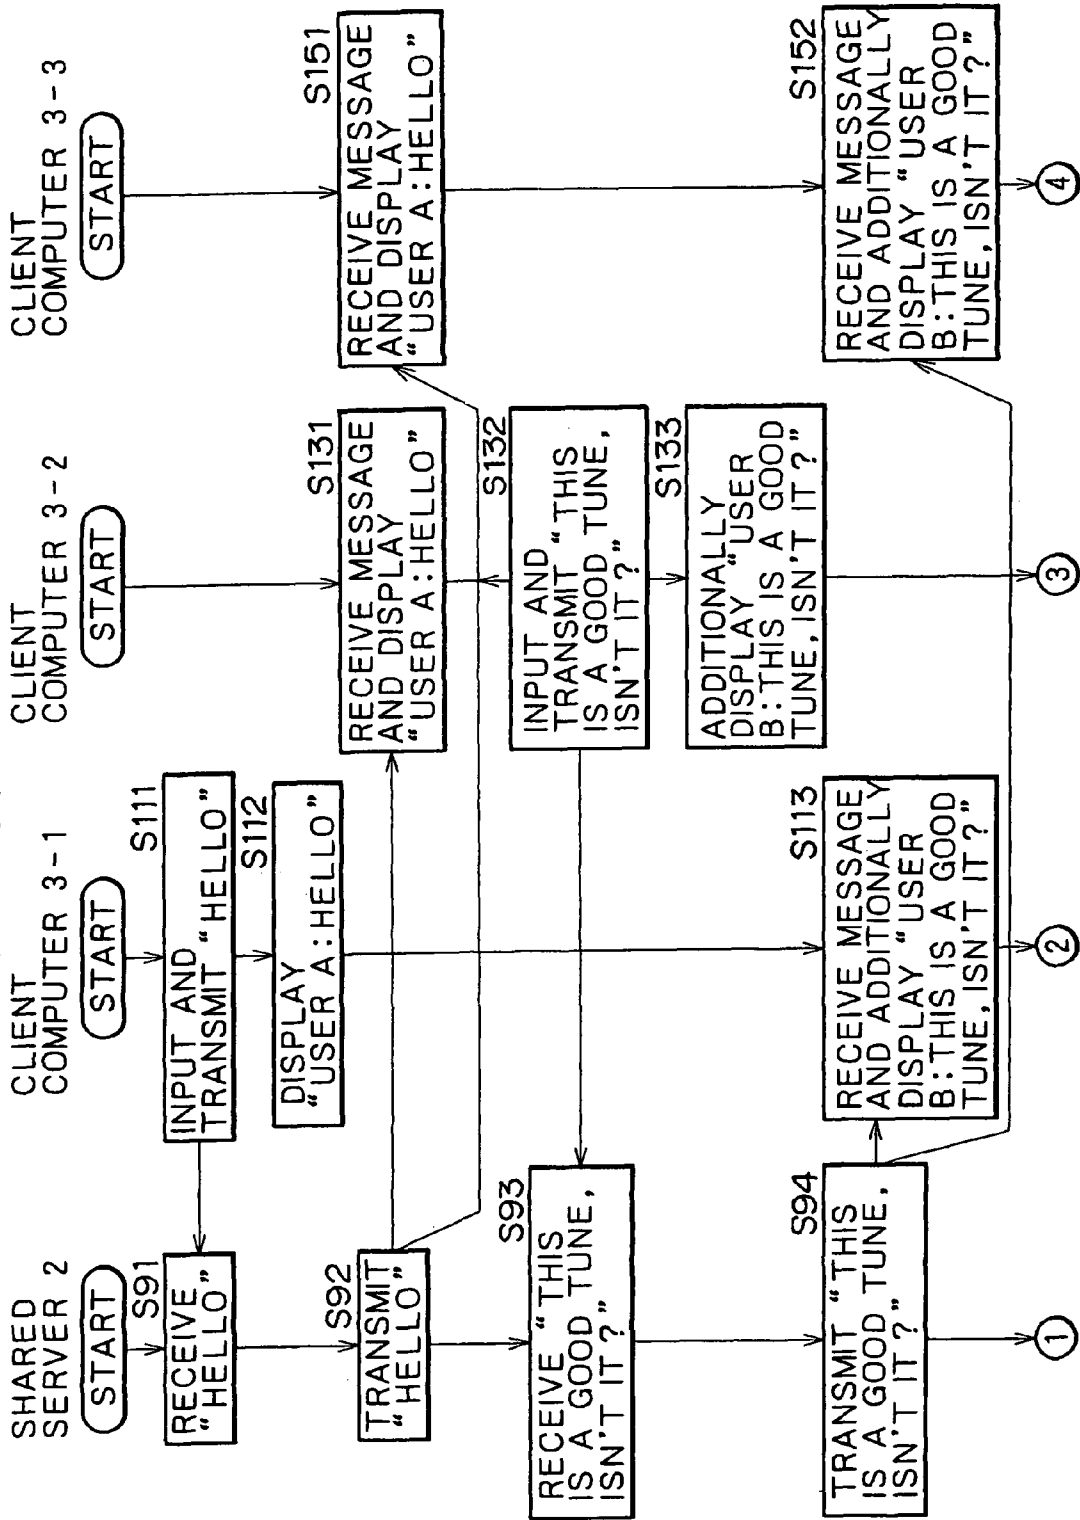 SHARED
SERVER 2
START
S91
RECEIVE
“HELLO”
S92
TRANSMIT
“HELLO”
S93
RECEIVE “THIS
IS A GOOD TUNE,
ISN'T IT?”
S94
TRANSMIT “THIS
IS A GOOD TUNE,
ISN'T IT?”
1
CLIENT
COMPUTER 3-1
START
S111
INPUT AND
TRANSMIT “HELLO”
S112
DISPLAY
“USER A:HELLO”
S113
RECEIVE MESSAGE
AND ADDITIONALLY
DISPLAY “USER
B:THIS IS A GOOD
TUNE, ISN'T IT?”
2
CLIENT
COMPUTER 3-2
START
S131
RECEIVE MESSAGE
AND DISPLAY
“USER A:HELLO”
S132
INPUT AND
TRANSMIT “THIS
IS A GOOD TUNE,
ISN'T IT?”
S133
ADDITIONALLY
DISPLAY “USER
B:THIS IS A GOOD
TUNE, ISN'T IT?”
3
CLIENT
COMPUTER 3-3
START
S151
RECEIVE MESSAGE
AND DISPLAY
“USER A:HELLO”
S152
RECEIVE MESSAGE
AND ADDITIONALLY
DISPLAY “USER
B:THIS IS A GOOD
TUNE, ISN'T IT?”
4